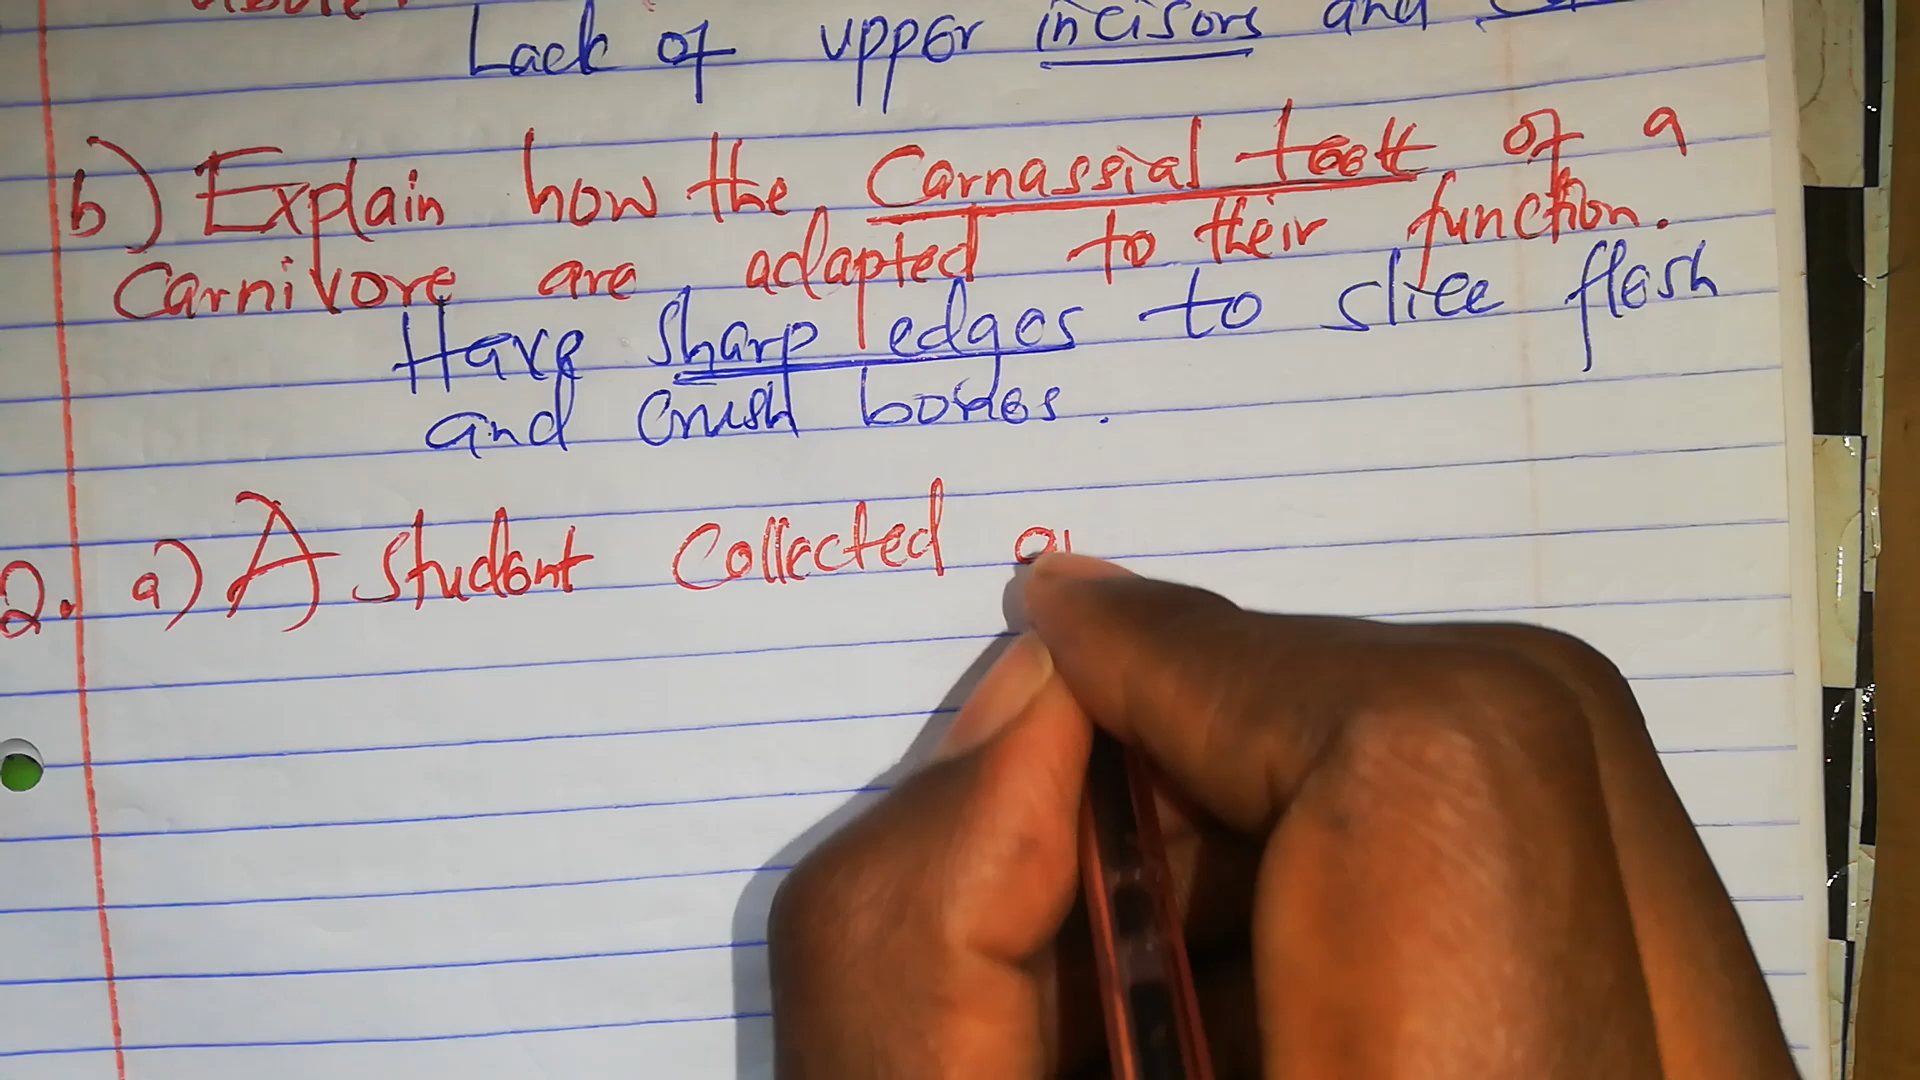 Lack of upper incisors and
b) Explain how the carnassial teeth of a
Carnivore are adapted to their function.
Have sharp edges to slice flesh
and crush bones.
2. a) A student collected